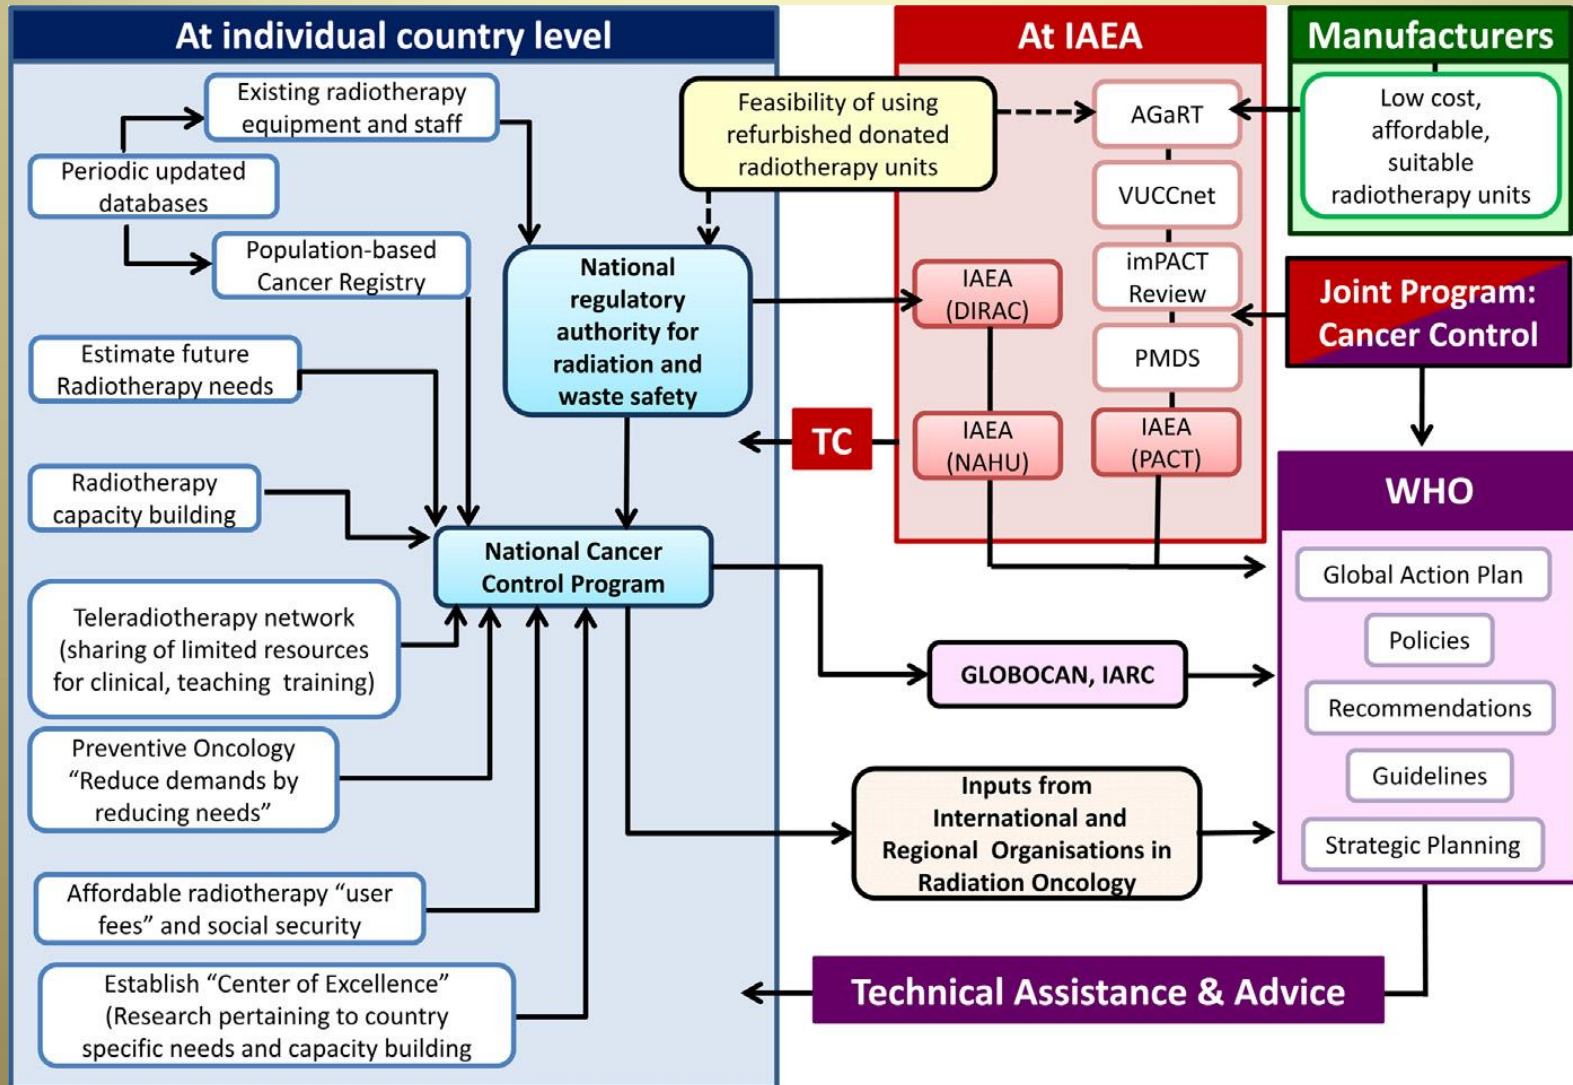 At individual country level
Existing radiotherapy
equipment and staff
Periodic updated
databases
Population-based
Cancer Registry
Estimate future
Radiotherapy needs
Radiotherapy
capacity building
Teleradiotherapy network
(sharing of limited resources
for clinical, teaching training)
Preventive Oncology
“Reduce demands by
reducing needs”
Affordable radiotherapy “user
fees” and social security
Establish “Center of Excellence”
(Research pertaining to country
specific needs and capacity building
National
regulatory
authority for
radiation and
waste safety
National Cancer
Control Program
Feasibility of using
refurbished donated
radiotherapy units
At IAEA
AGaRT
VUCCnet
imPACT
Review
PMDS
IAEA
(PACT)
IAEA
(DIRAC)
IAEA
(NAHU)
TC
Manufacturers
Low cost,
affordable,
suitable
radiotherapy units
Joint Program:
Cancer Control
WHO
Global Action Plan
Policies
Recommendations
Guidelines
Strategic Planning
GLOBOCAN, IARC
Inputs from
International and
Regional Organisations in
Radiation Oncology
Technical Assistance & Advice